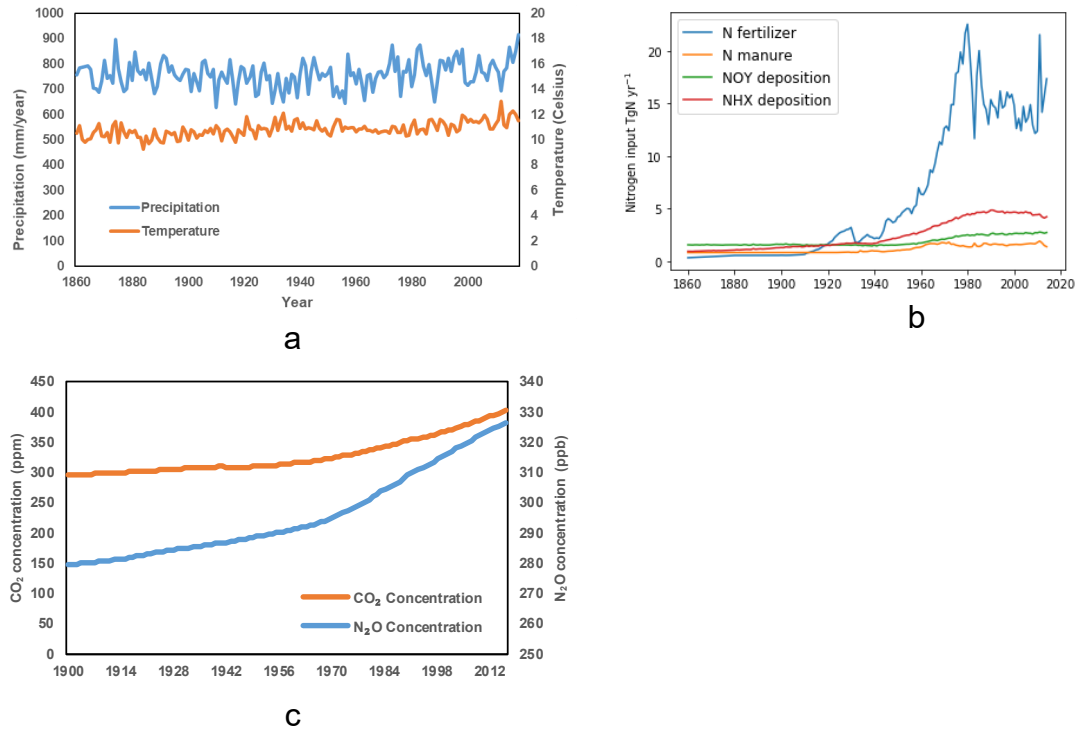 Precipitation (mm/year)
1000
900
800
700
600
500
400
300
200
100
0
20
18
16
14
12
10
8
6
4
2
0
Temperature (Celsius)
Precipitation
Temperature
1860 1880 1900 1920 1940 1960 1980 2000
Year
a
Nitrogen input TgN yr⁻¹
20
15
10
5
0
N fertilizer
N manure
NOY deposition
NHX deposition
1860 1880 1900 1920 1940 1960 1980 2000 2020
b
CO₂ concentration (ppm)
450
400
350
300
250
200
150
100
50
0
340
330
320
310
300
290
280
270
260
250
N₂O concentration (ppb)
CO₂ Concentration
N₂O Concentration
1900 1914 1928 1942 1956 1970 1984 1998 2012
c